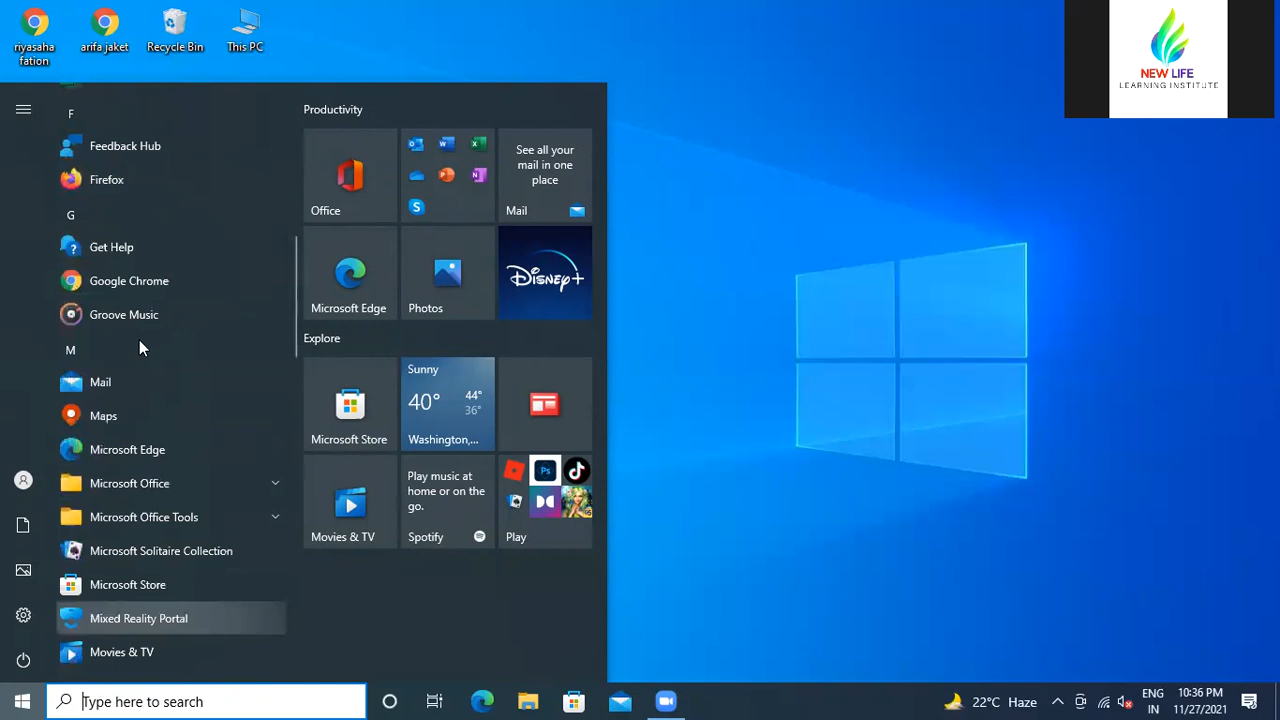 riyasaha
fation
arifa jaket
Recycle Bin
This PC
NEW LIFE
LEARNING INSTITUTE
F
Feedback Hub
Firefox
G
Get Help
Google Chrome
Groove Music
M
Mail
Maps
Microsoft Edge
Microsoft Office
Microsoft Office Tools
Microsoft Solitaire Collection
Microsoft Store
Mixed Reality Portal
Movies & TV
Productivity
Office
See all your
mail in one
place
Mail
Microsoft Edge
Photos
Disney+
Explore
Microsoft Store
Sunny
40°
44°
36°
Washington,...
Movies & TV
Play music at
home or on the
go.
Spotify
Ps
Play
Type here to search
22°C Haze
ENG
IN
10:36 PM
11/27/2021